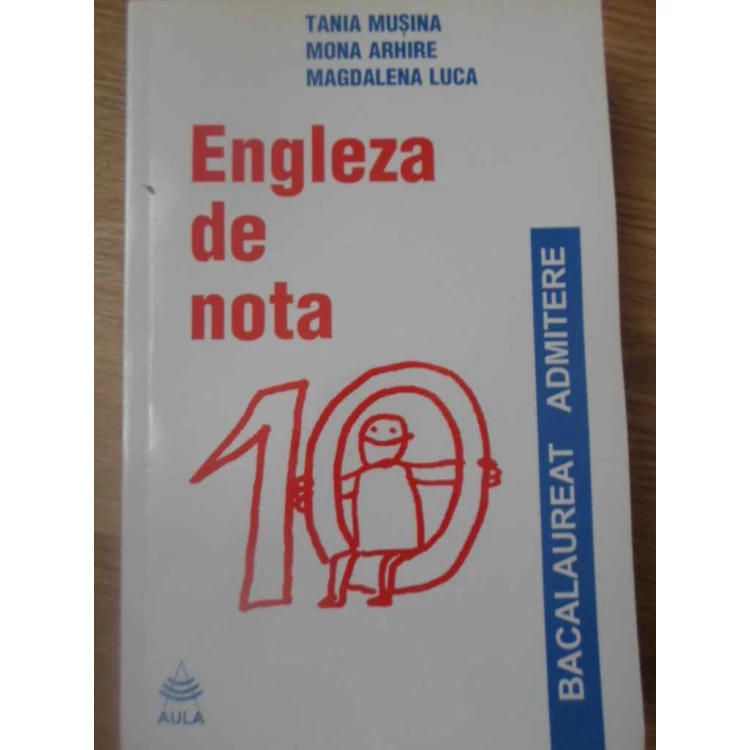 TANIA MUȘINA
MONA ARHIRE
MAGDALENA LUCA
Engleza
de
nota
10
BACALAUREAT ADMITERE
AULA